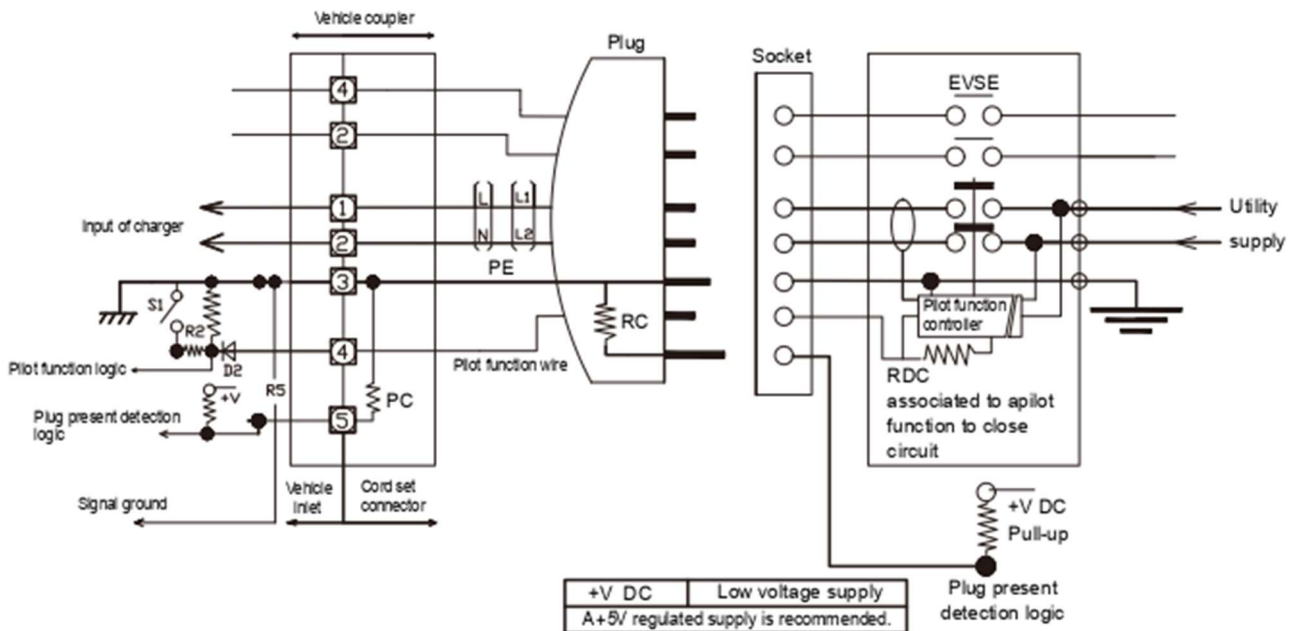 Vehicle coupler
Plug
Socket
EVSE
4
2
1
2
3
4
5
L
L1
N
L2
PE
Input of charger
Utility
supply
S1
R2
D2
R5
RC
PC
+V
Pilot function
controller
Pilot function logic
Pilot function wire
Plug present detection
logic
RDC
associated to apilot
function to close
circuit
Signal ground
Vehicle
inlet
Cord set
connector
+V DC
Pull-up
Plug present
detection logic
+V DC
Low voltage supply
A+5V regulated supply is recommended.